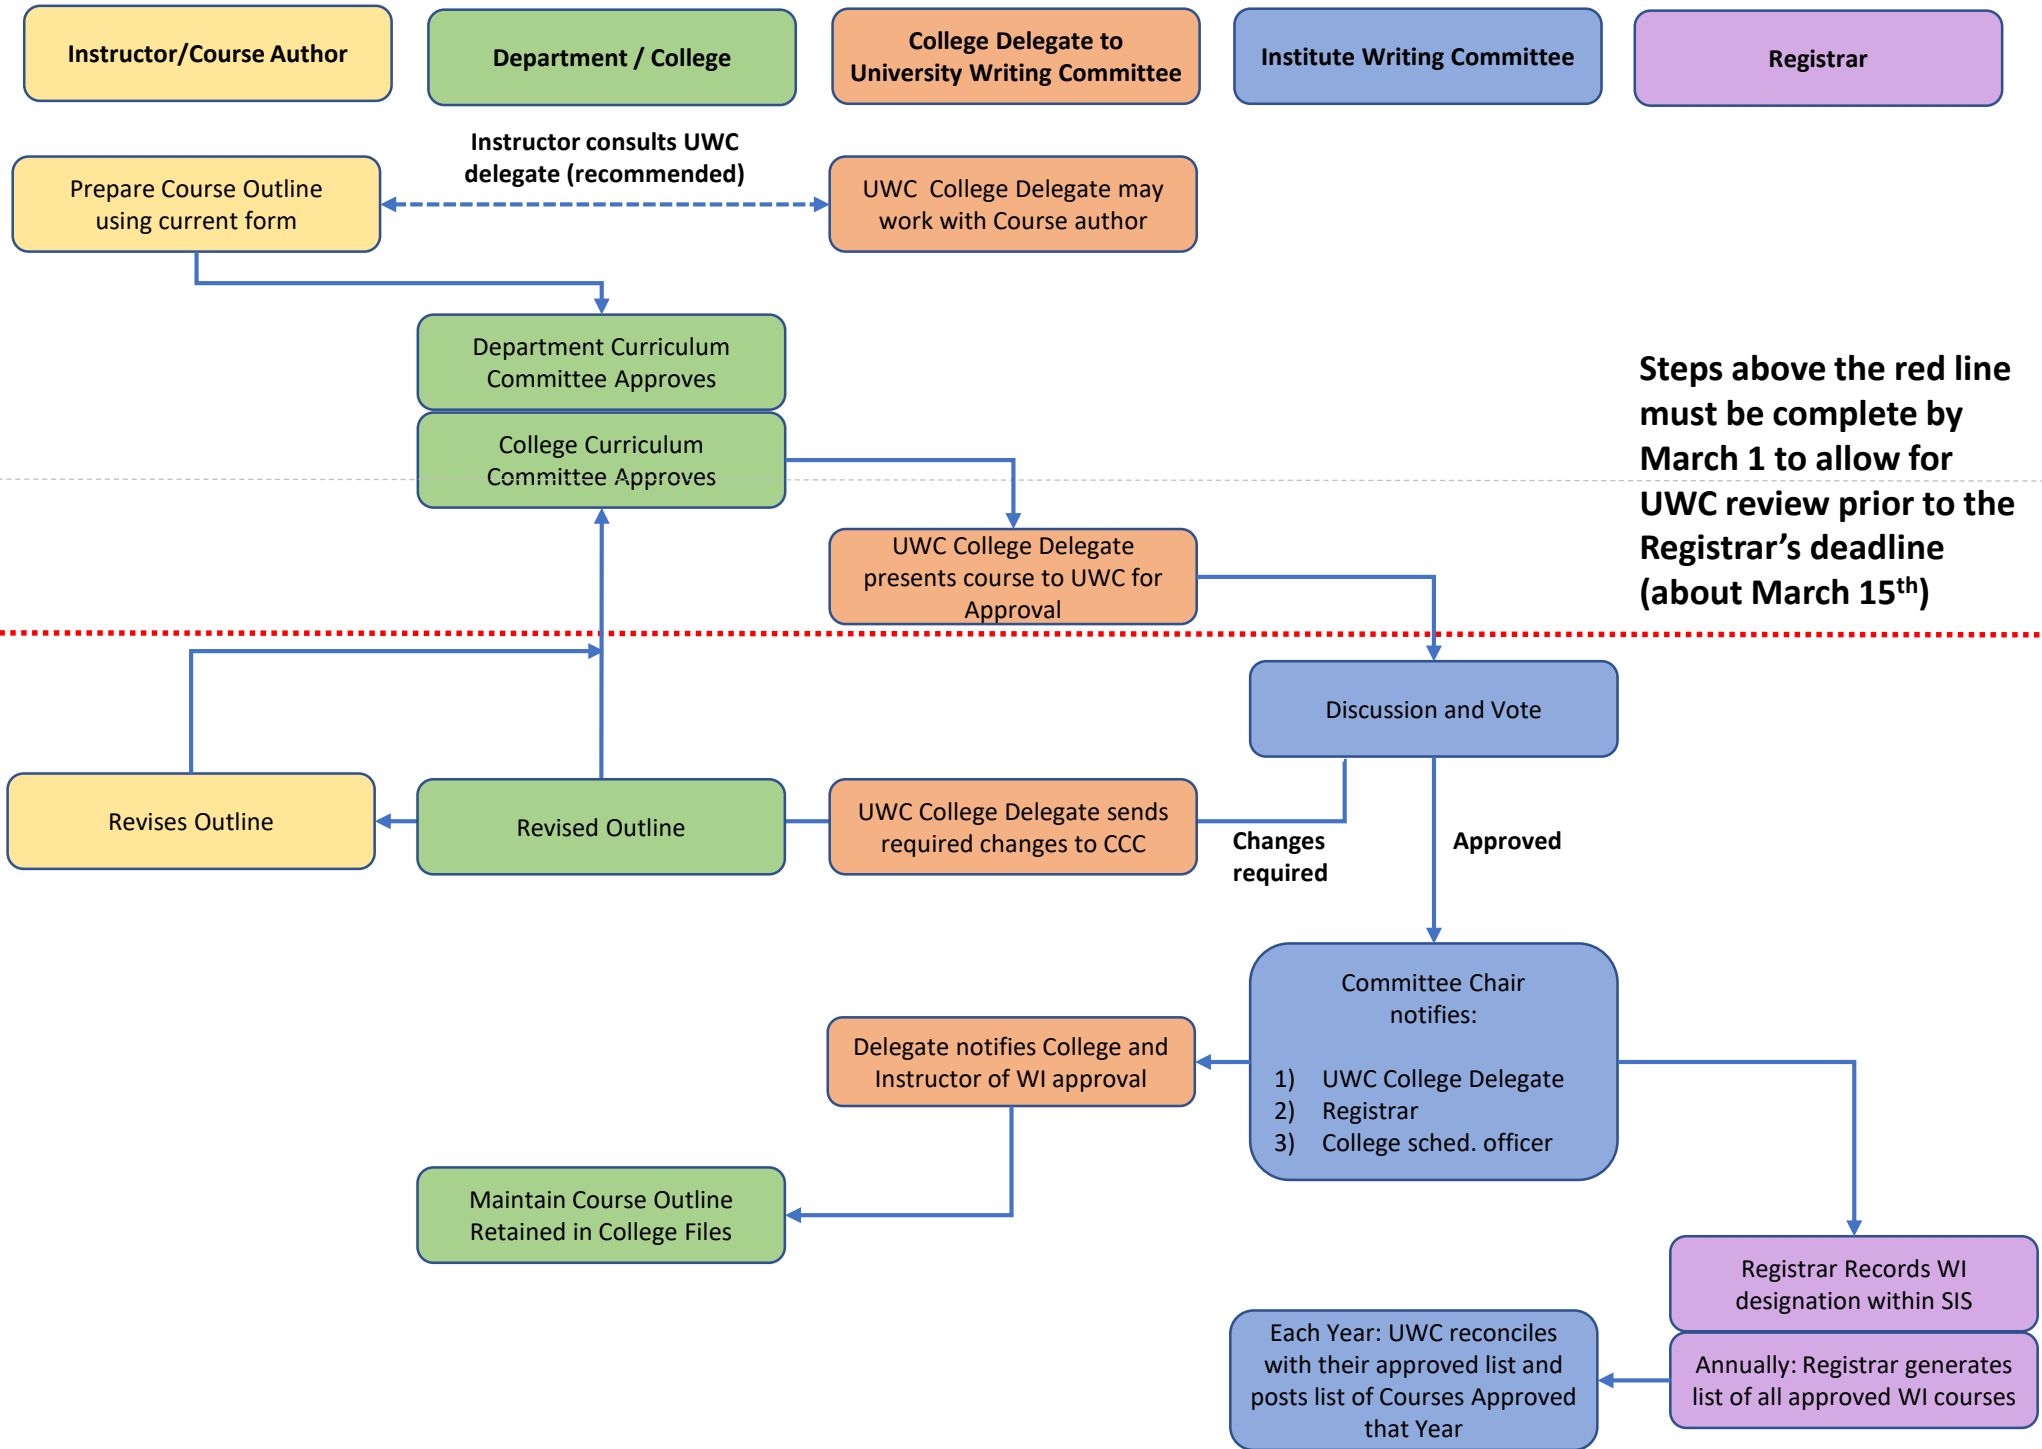 Instructor/Course Author
Department / College
College Delegate to
University Writing Committee
Institute Writing Committee
Registrar
Instructor consults UWC
delegate (recommended)
Prepare Course Outline
using current form
UWC  College Delegate may
work with Course author
Department Curriculum
Committee Approves
College Curriculum
Committee Approves
Steps above the red line
must be complete by
March 1 to allow for
UWC review prior to the
Registrar’s deadline
(about March 15th)
UWC College Delegate
presents course to UWC for
Approval
Discussion and Vote
Revises Outline
Revised Outline
UWC College Delegate sends
required changes to CCC
Changes
required
Approved
Committee Chair
notifies:
1) UWC College Delegate
2) Registrar
3) College sched. officer
Delegate notifies College and
Instructor of WI approval
Maintain Course Outline
Retained in College Files
Registrar Records WI
designation within SIS
Each Year: UWC reconciles
with their approved list and
posts list of Courses Approved
that Year
Annually: Registrar generates
list of all approved WI courses